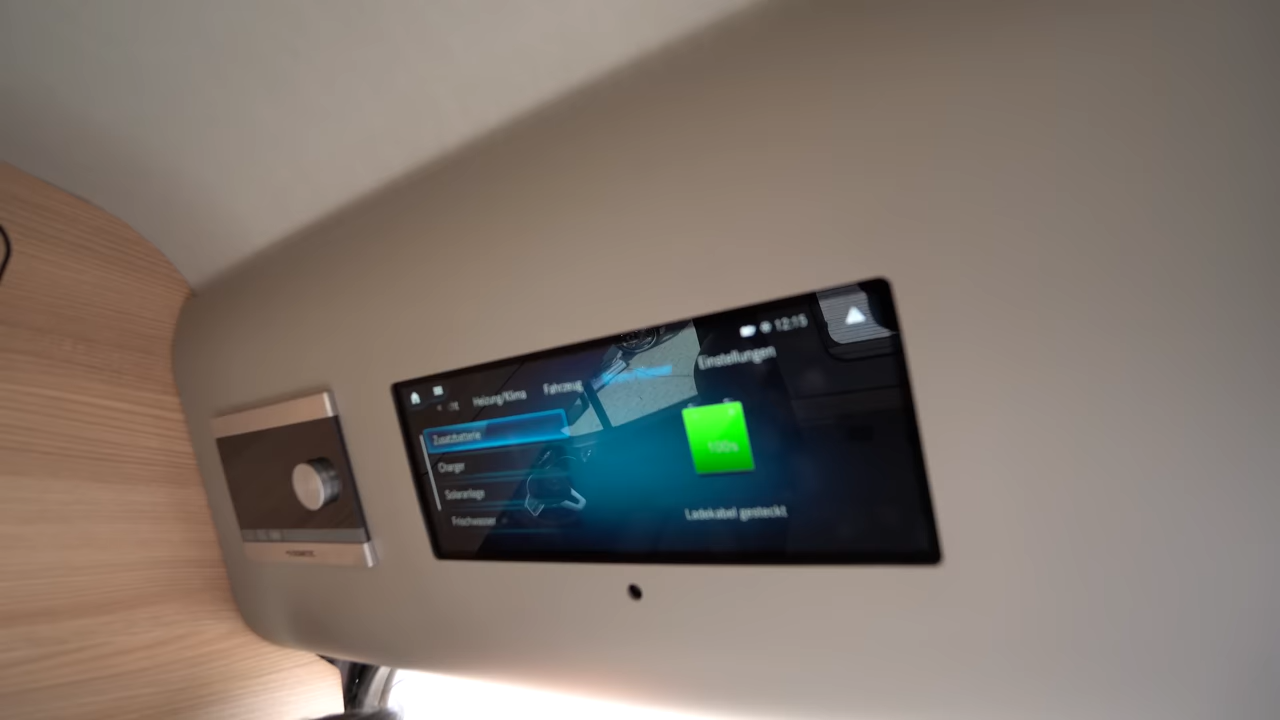 12:15
Heizung/Klima Fahrzeug Einstellungen
Zusatzbatterie
Charger
Solaranlage
Frischwasser
100%
Ladekabel gesteckt